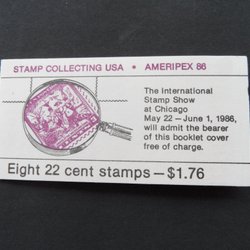 STAMP COLLECTING USA • AMERIPEX 86
The International
Stamp Show
at Chicago
May 22 – June 1, 1986,
will admit the bearer
of this booklet cover
free of charge.
Eight 22 cent stamps — $1.76